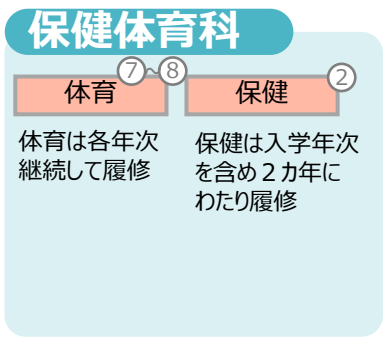 保健体育科
体育 ⑦~⑧
保健 ②
体育は各年次
継続して履修
保健は入学年次
を含め２カ年に
わたり履修